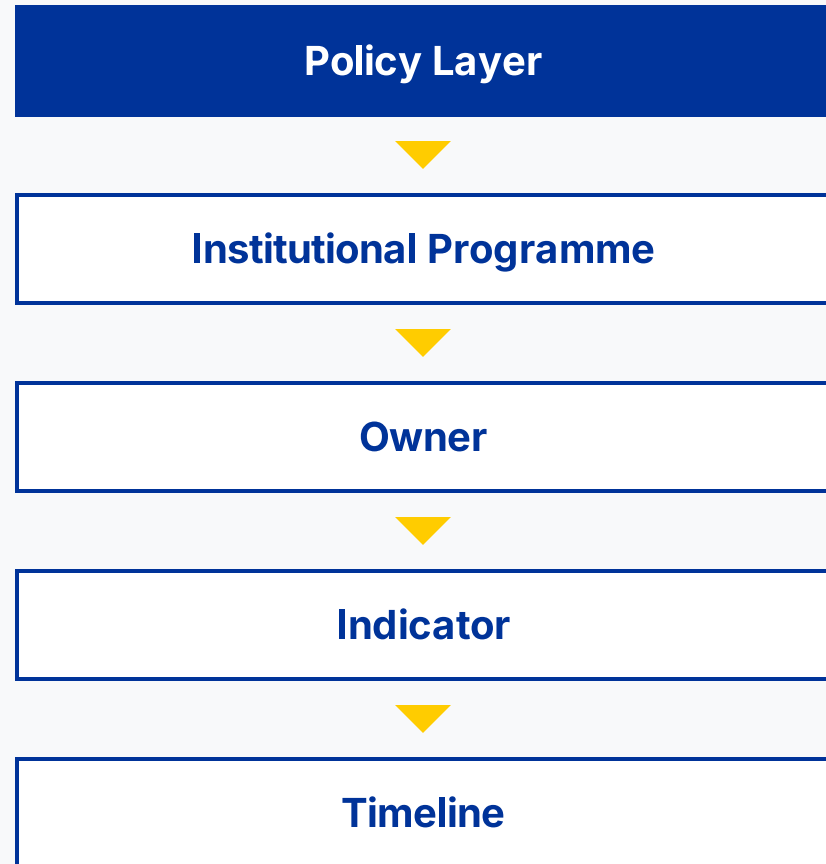 Policy Layer
Institutional Programme
Owner
Indicator
Timeline